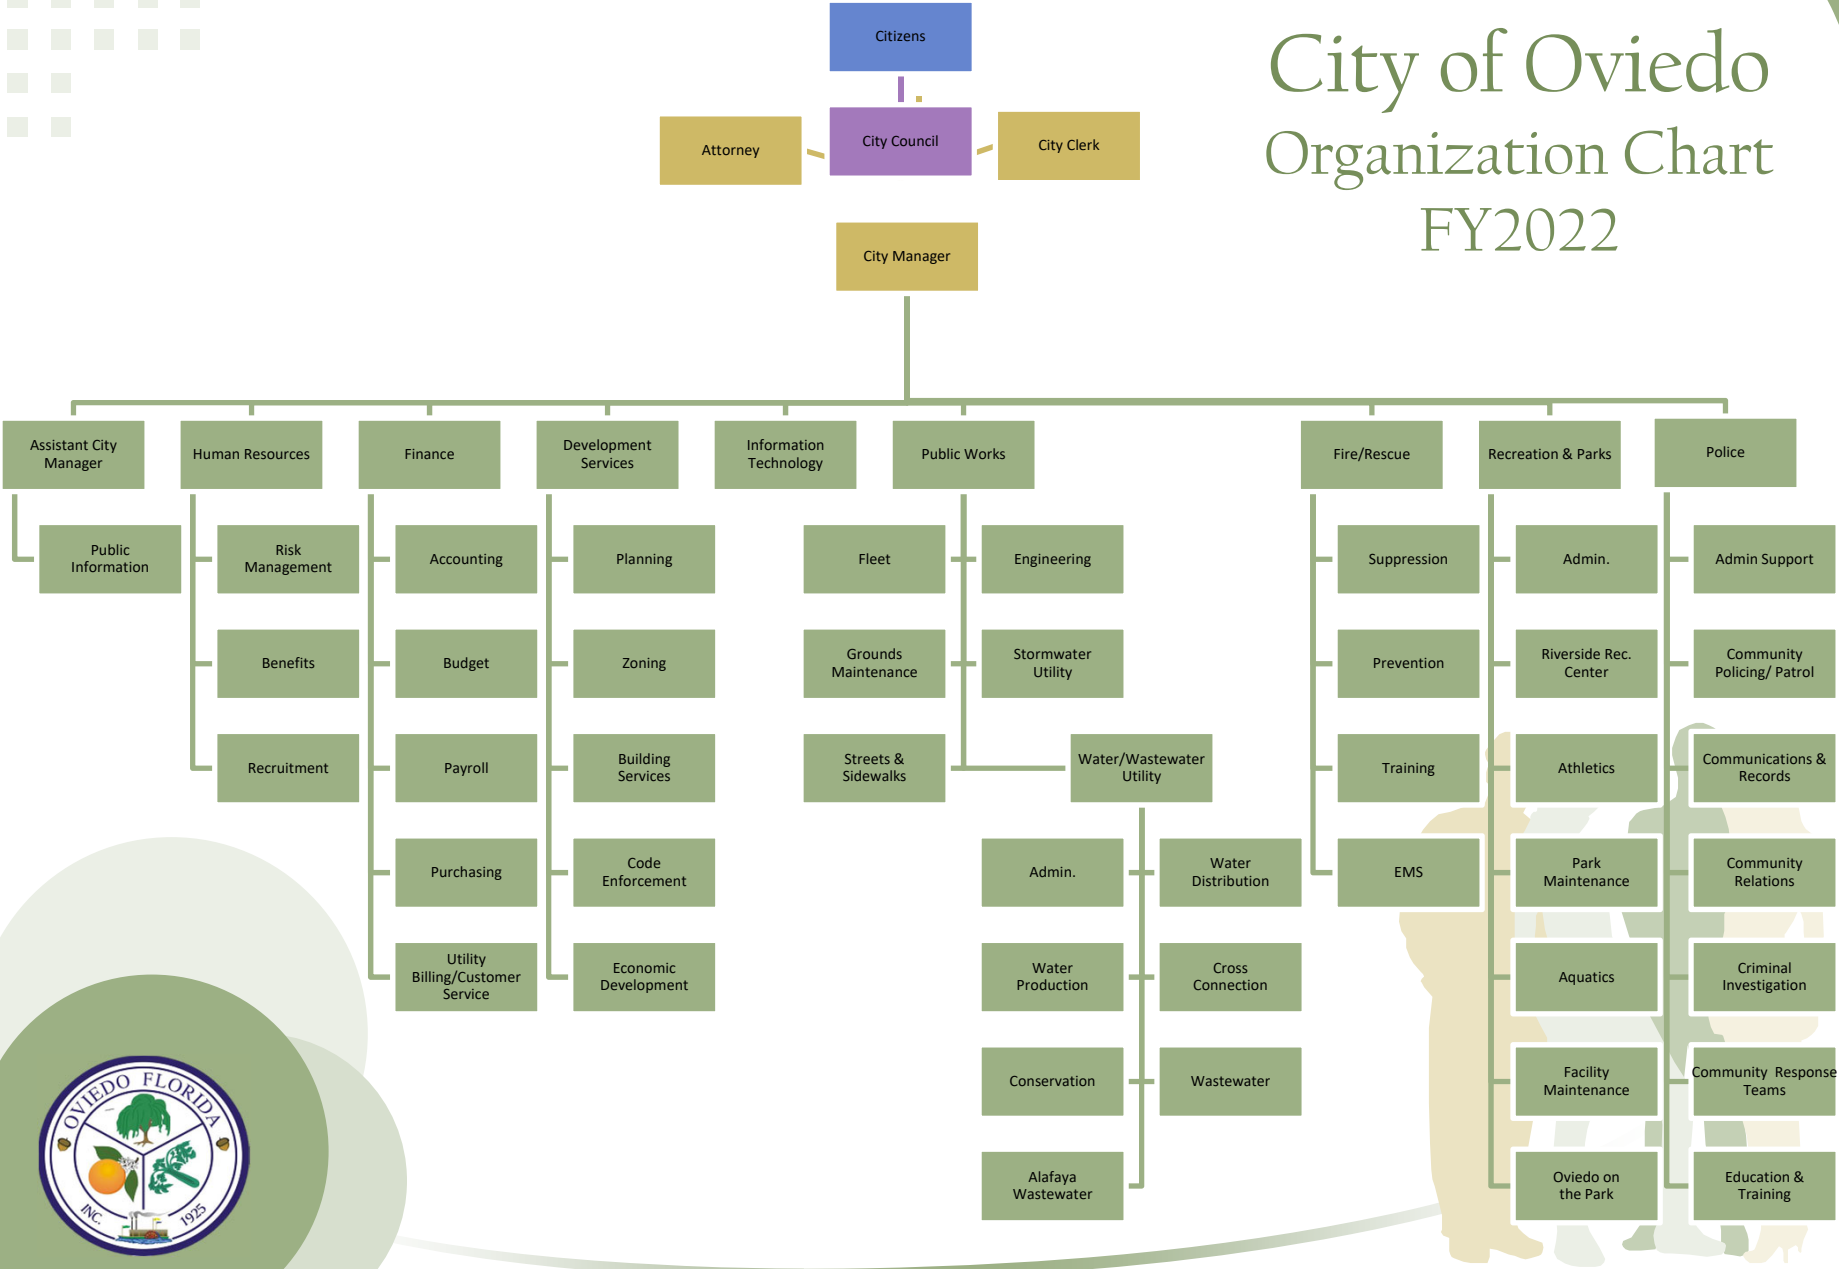 Citizens
City of Oviedo
Organization Chart
FY2022
Attorney
City Council
City Clerk
City Manager
Assistant City
Manager
Human Resources
Finance
Development
Services
Information
Technology
Public Works
Fire/Rescue
Recreation & Parks
Police
Public
Information
Risk
Management
Benefits
Recruitment
Accounting
Budget
Payroll
Purchasing
Utility
Billing/Customer
Service
Planning
Zoning
Building
Services
Code
Enforcement
Economic
Development
Fleet
Engineering
Grounds
Maintenance
Stormwater
Utility
Streets &
Sidewalks
Water/Wastewater
Utility
Admin.
Water
Distribution
Water
Production
Cross
Connection
Conservation
Wastewater
Alafaya
Wastewater
Suppression
Prevention
Training
EMS
Admin.
Riverside Rec.
Center
Athletics
Park
Maintenance
Aquatics
Facility
Maintenance
Oviedo on
the Park
Admin Support
Community
Policing/ Patrol
Communications &
Records
Community
Relations
Criminal
Investigation
Community  Response
Teams
Education &
Training
OVIEDO FLORIDA
INC. 1925